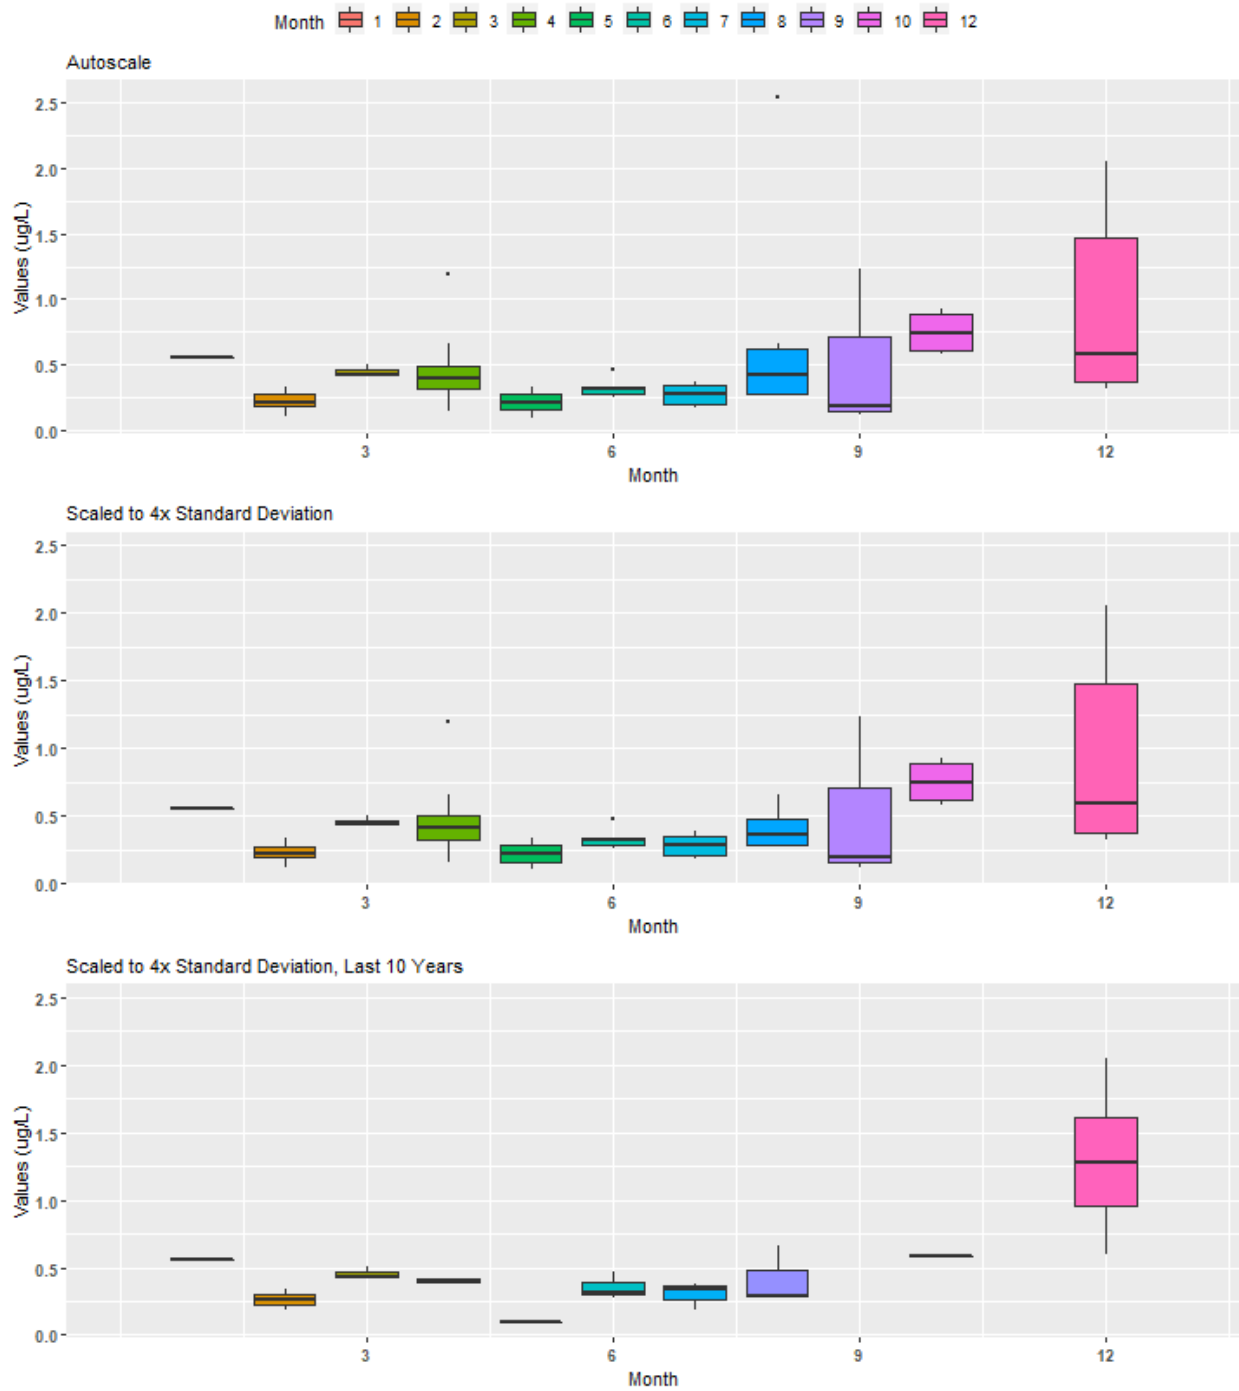 Month 1 2 3 4 5 6 7 8 9 10 12
Autoscale
Values (ug/L)
2.5
2.0
1.5
1.0
0.5
0.0
3 6 9 12
Month
Scaled to 4x Standard Deviation
Values (ug/L)
2.5
2.0
1.5
1.0
0.5
0.0
3 6 9 12
Month
Scaled to 4x Standard Deviation, Last 10 Years
Values (ug/L)
2.5
2.0
1.5
1.0
0.5
0.0
3 6 9 12
Month